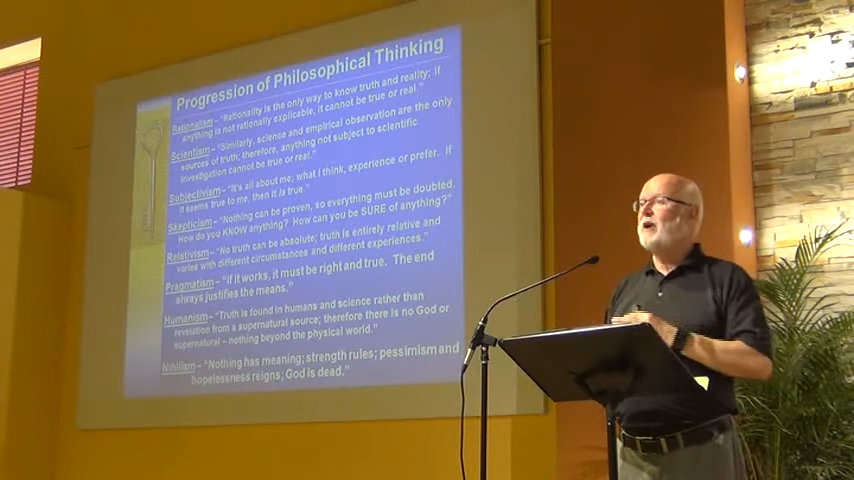 Progression of Philosophical Thinking
Rationalism – "Rationality is the only way to know truth and reality; if
anything is not rationally explicable, it cannot be true or real."
Scientism – "Similarly, science and empirical observation are the only
sources of truth; therefore, anything not subject to scientific
investigation cannot be true or real."
Subjectivism – "It's all about me; what I think, experience or prefer. If
it seems true to me, then it is true."
Skepticism – "Nothing can be proven, so everything must be doubted.
How do you KNOW anything? How can you be SURE of anything?"
Relativism – "No truth can be absolute; truth is entirely relative and
varies with different circumstances and different experiences."
Pragmatism – "If it works, it must be right and true. The end
always justifies the means."
Humanism – "Truth is found in humans and science rather than
revelation from a supernatural source; therefore there is no God or
supernatural – nothing beyond the physical world."
Nihilism – "Nothing has meaning; strength rules; pessimism and
hopelessness reigns; God is dead."